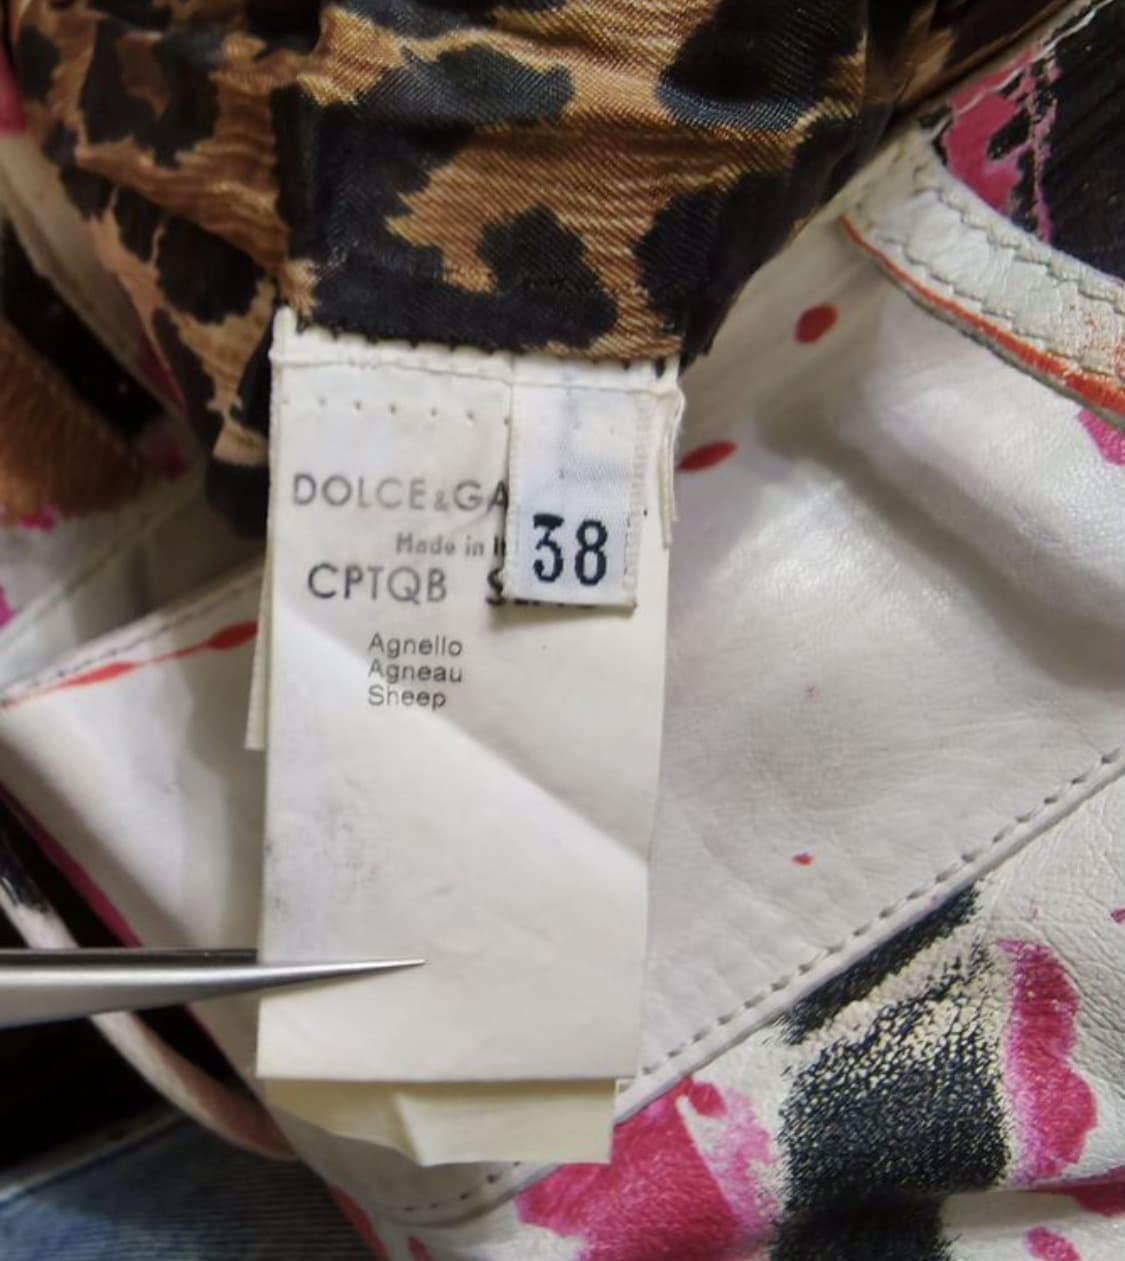 DOLCE&GA
Made in I
38
CPTQB
Agnello
Agneau
Sheep